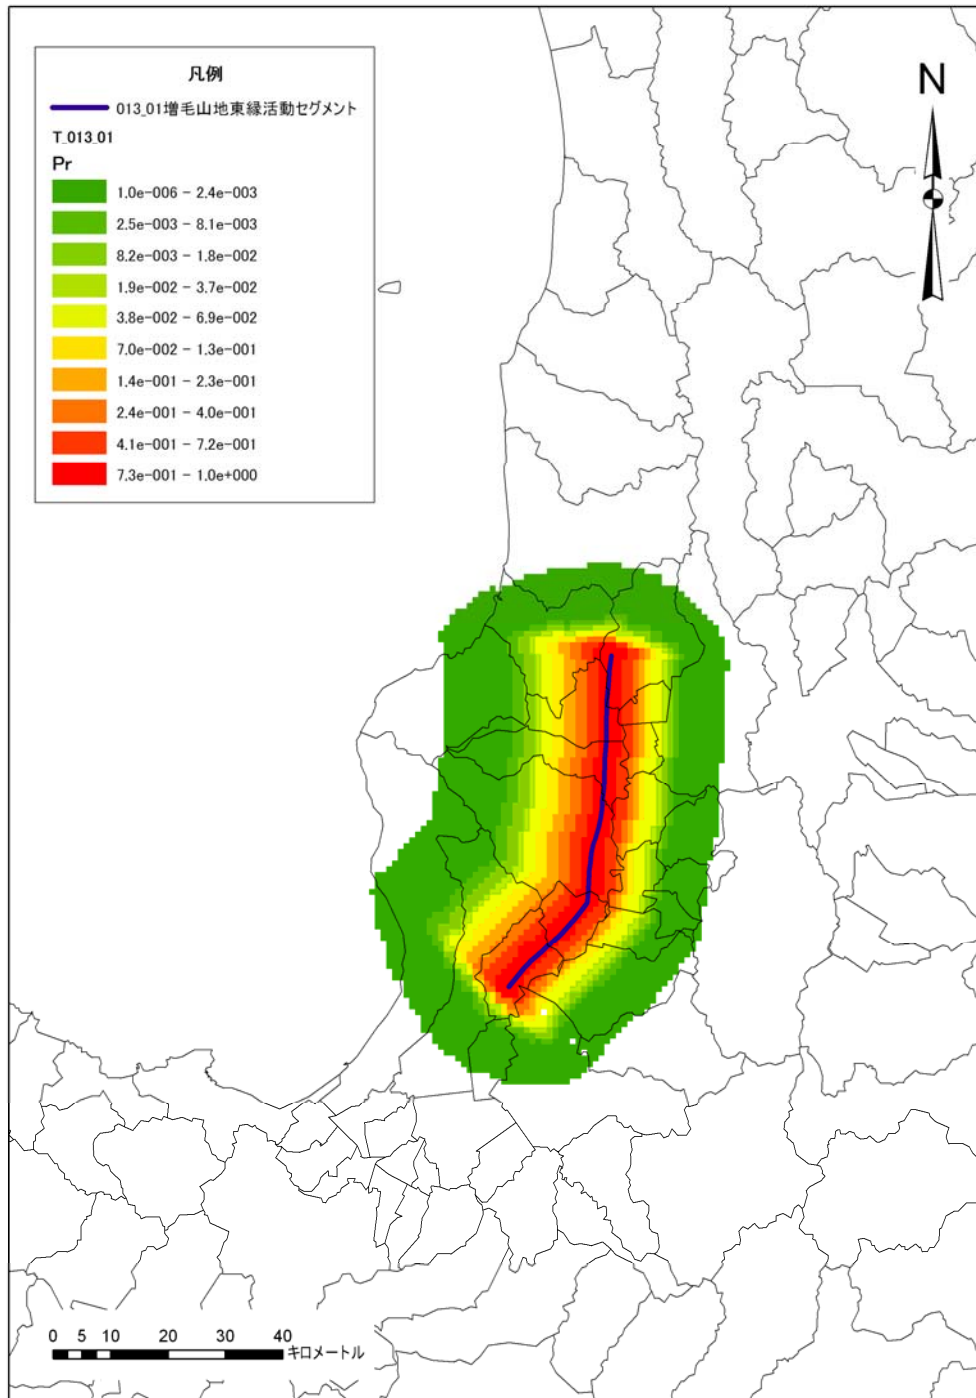 凡例
013_01増毛山地東縁活動セグメント
T_013_01
Pr
1.0e-006 - 2.4e-003
2.5e-003 - 8.1e-003
8.2e-003 - 1.8e-002
1.9e-002 - 3.7e-002
3.8e-002 - 6.9e-002
7.0e-002 - 1.3e-001
1.4e-001 - 2.3e-001
2.4e-001 - 4.0e-001
4.1e-001 - 7.2e-001
7.3e-001 - 1.0e+000
N
0 5 10 20 30 40
キロメートル